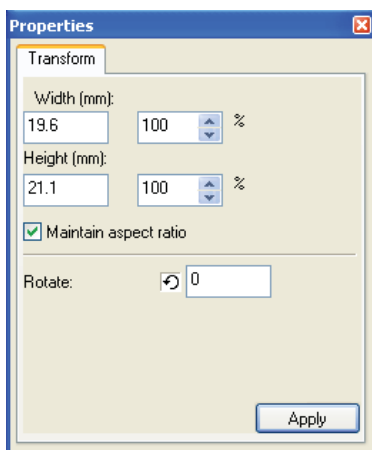 Properties
Transform
Width (mm):
19.6 100 %
Height (mm):
21.1 100 %
Maintain aspect ratio
Rotate: 0
Apply